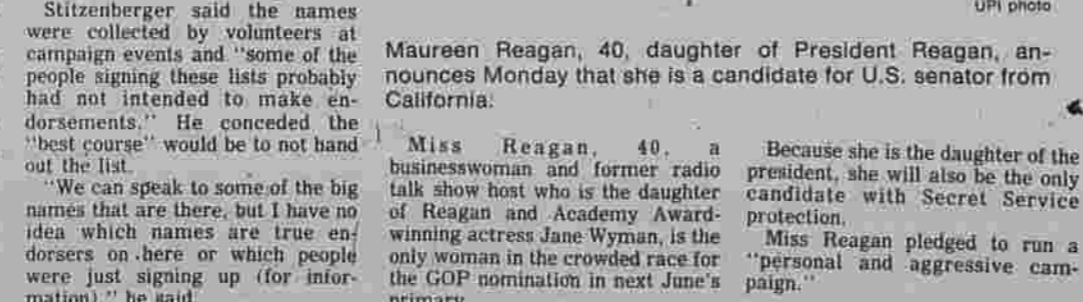 Stitzenberger said the names
were collected by volunteers at
campaign events and "some of the
people signing these lists probably
had not intended to make en-
dorsements." He conceded the
"best course" would be to not hand
out the list.
"We can speak to some of the big
names that are there, but I have no
idea which names are true en-
dorsers on here or which people
were just signing up (for infor-
mation)," he said.
UPI photo
Maureen Reagan, 40, daughter of President Reagan, an-
nounces Monday that she is a candidate for U.S. senator from
California.
Miss Reagan, 40, a
businesswoman and former radio
talk show host who is the daughter
of Reagan and Academy Award-
winning actress Jane Wyman, is the
only woman in the crowded race for
the GOP nomination in next June's
primary.
Because she is the daughter of the
president, she will also be the only
candidate with Secret Service
protection.
Miss Reagan pledged to run a
"personal and aggressive cam-
paign."